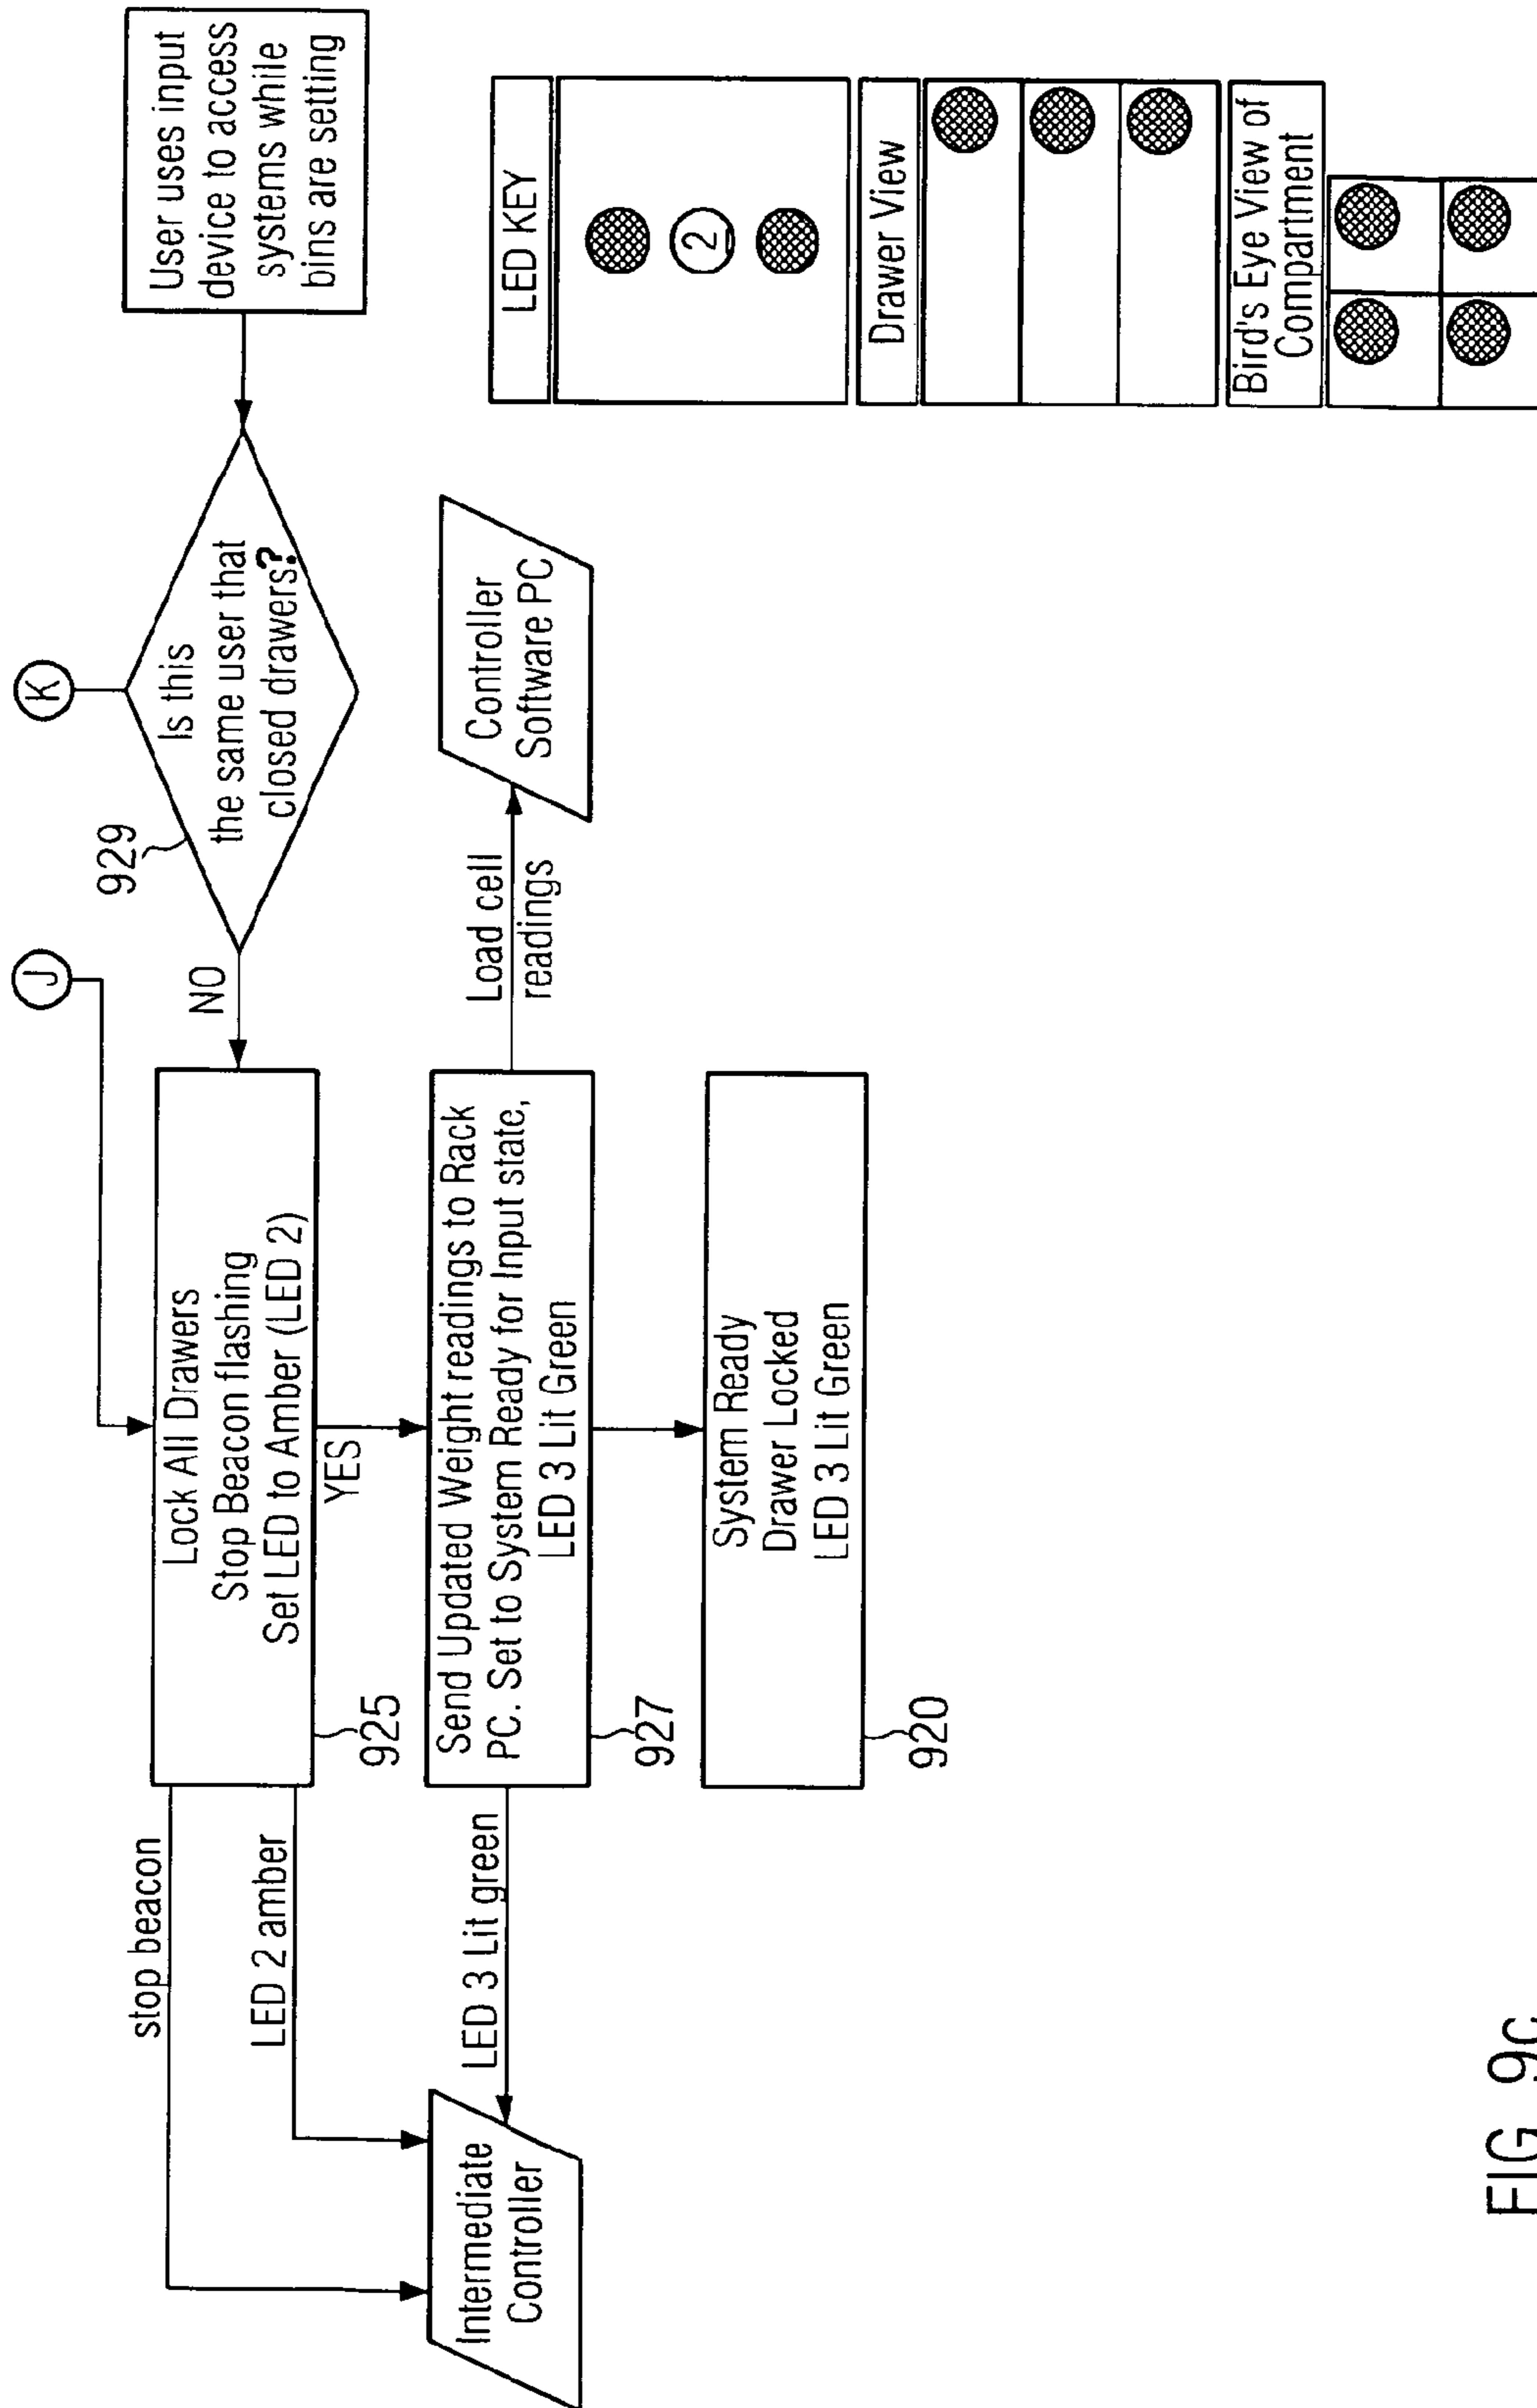 stop beacon
LED 2 amber
LED 3 Lit green
Intermediate
Controller
J
Lock All Drawers
Stop Beacon flashing
Set LED to Amber (LED 2)
925
YES
NO
Send Updated Weight readings to Rack
PC. Set to System Ready for Input state,
LED 3 Lit Green
927
System Ready
Drawer Locked
LED 3 Lit Green
920
Load cell
readings
Controller
Software PC
K
929
Is this
the same user that
closed drawers?
User uses input
device to access
systems while
bins are setting
LED KEY
2
Drawer View
Bird's Eye View of
Compartment
FIG. 9c